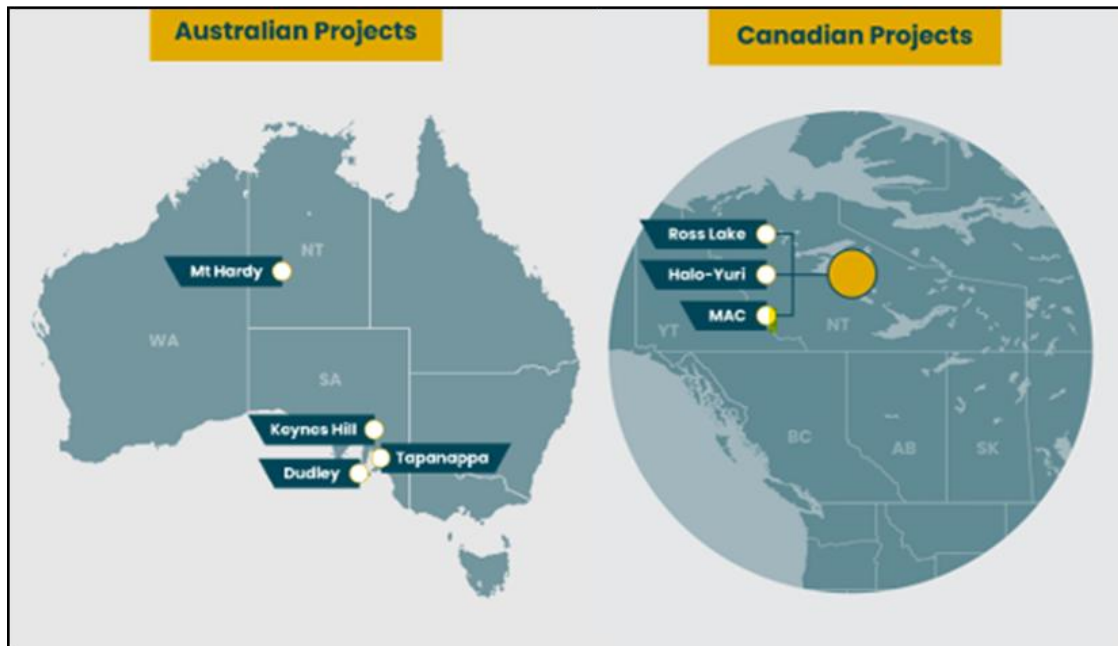 Australian Projects
Canadian Projects
NT
Mt Hardy
WA
SA
Keynes Hill
Tapanappa
Dudley
Ross Lake
Halo-Yuri
MAC
YT
NT
BC
AB
SK